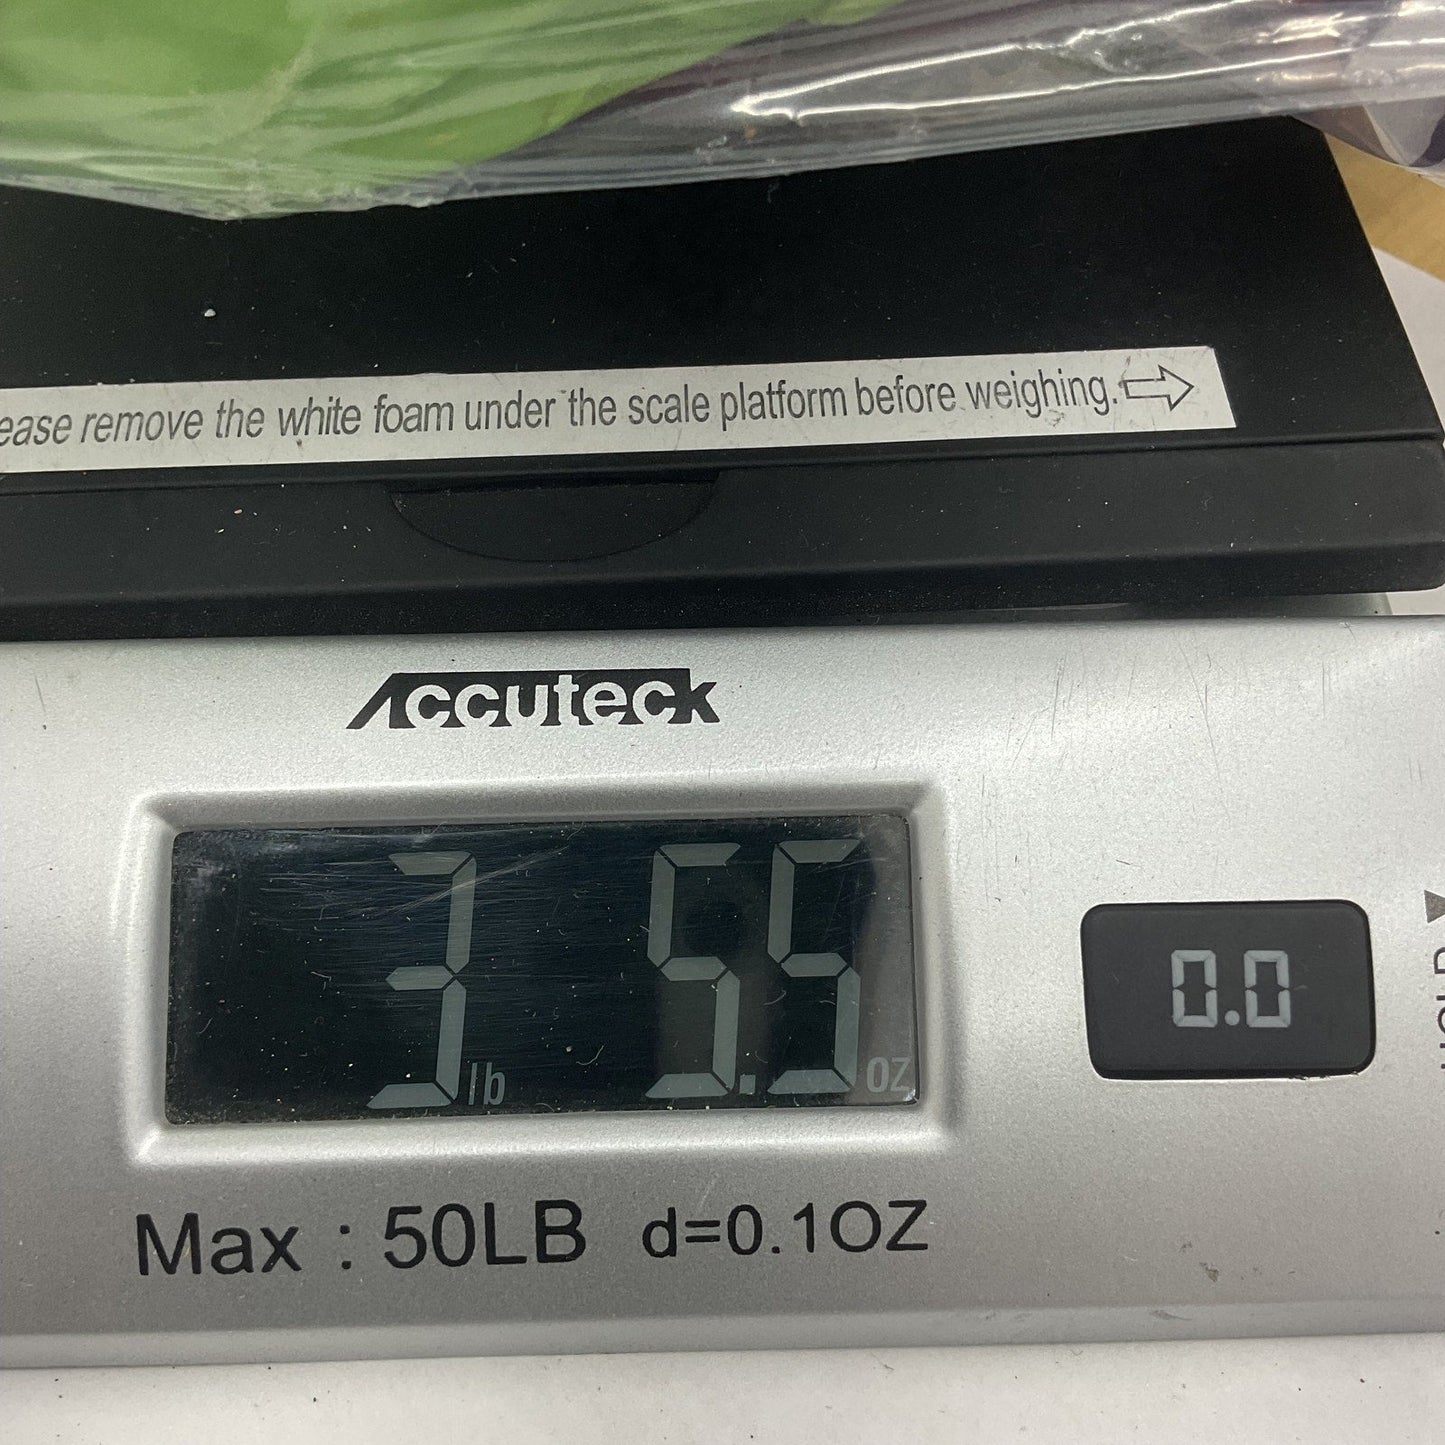 remove the white foam under the scale platform before weighing.
Accuteck
3 lb 5.5 oz
0.0
HOLD
Max : 50LB d=0.1OZ